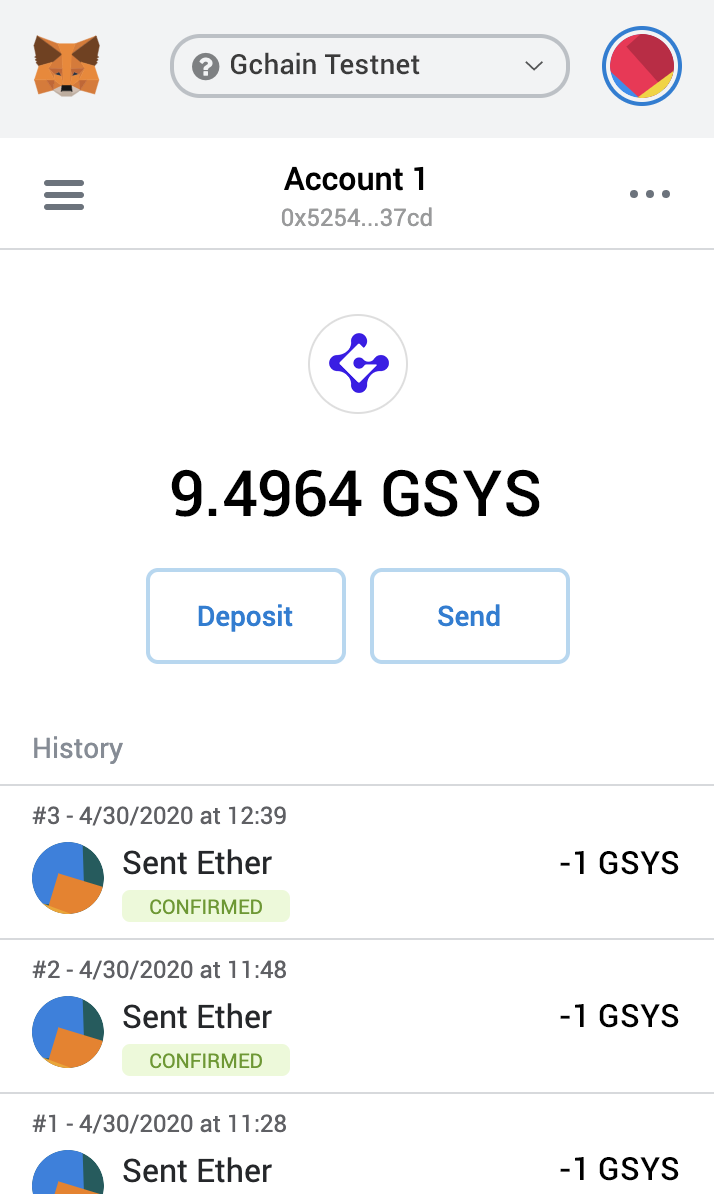 Gchain Testnet
Account 1
0x5254...37cd
9.4964 GSYS
Deposit
Send
History
#3 - 4/30/2020 at 12:39
Sent Ether
-1 GSYS
CONFIRMED
#2 - 4/30/2020 at 11:48
Sent Ether
-1 GSYS
CONFIRMED
#1 - 4/30/2020 at 11:28
Sent Ether
-1 GSYS